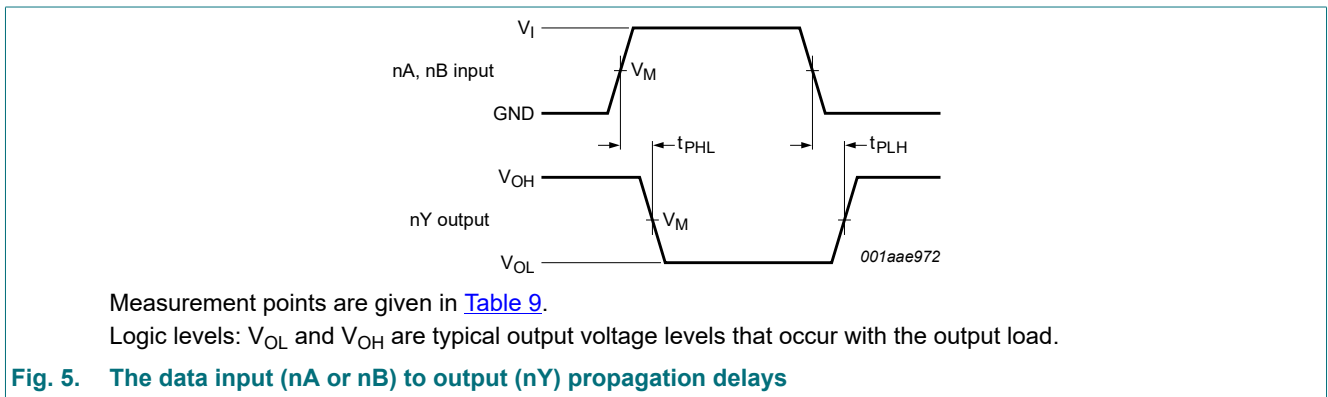 V_I
nA, nB input
V_M
GND
t_PHL
t_PLH
V_OH
nY output
V_M
V_OL
001aae972
Measurement points are given in Table 9.
Logic levels: V_OL and V_OH are typical output voltage levels that occur with the output load.
Fig. 5. The data input (nA or nB) to output (nY) propagation delays